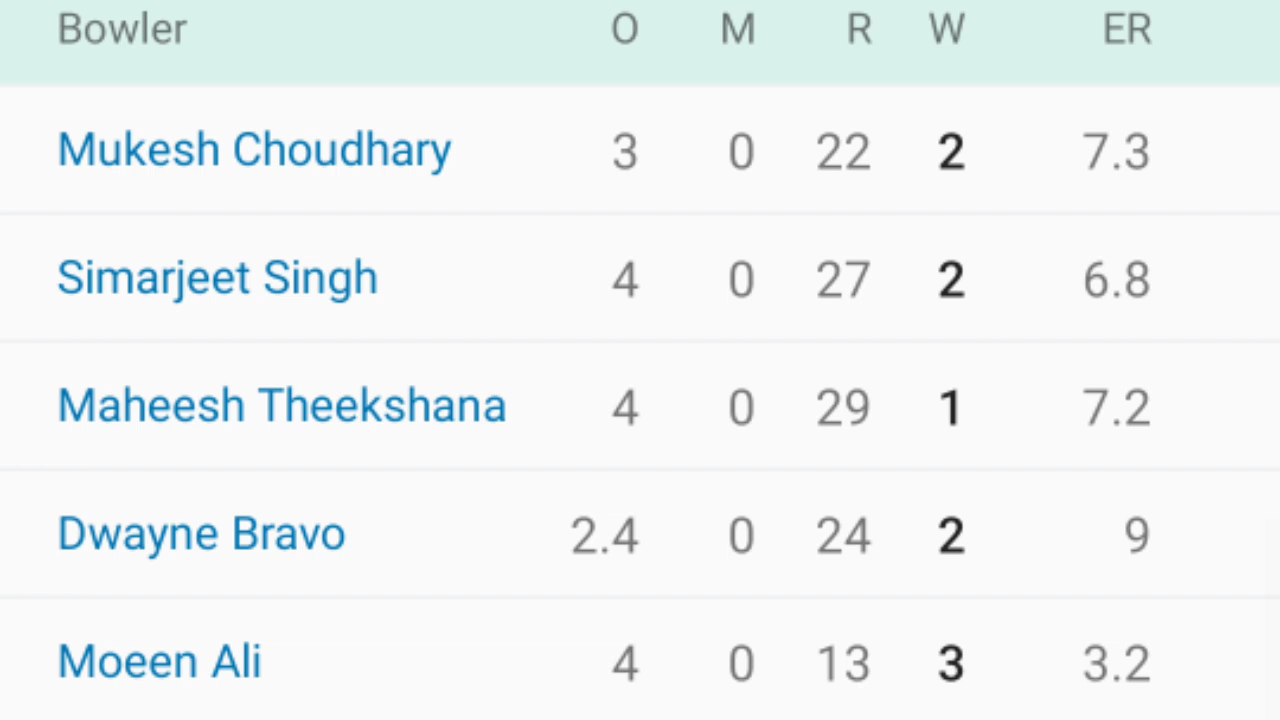 Bowler O M R W ER
Mukesh Choudhary 3 0 22 2 7.3
Simarjeet Singh 4 0 27 2 6.8
Maheesh Theekshana 4 0 29 1 7.2
Dwayne Bravo 2.4 0 24 2 9
Moeen Ali 4 0 13 3 3.2